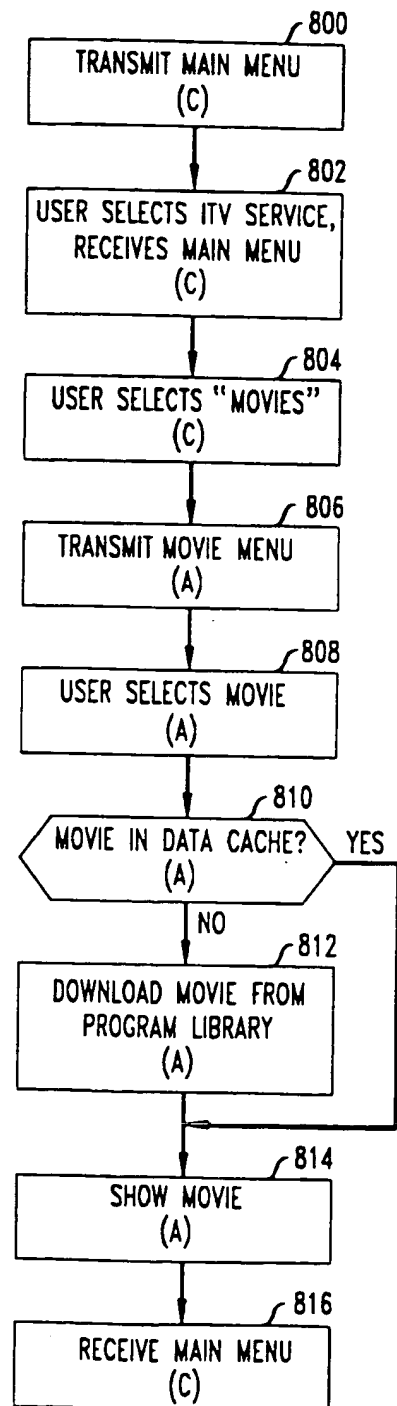 800
TRANSMIT MAIN MENU
(C)
802
USER SELECTS ITV SERVICE,
RECEIVES MAIN MENU
(C)
804
USER SELECTS "MOVIES"
(C)
806
TRANSMIT MOVIE MENU
(A)
808
USER SELECTS MOVIE
(A)
810
MOVIE IN DATA CACHE?
(A)
YES
NO
812
DOWNLOAD MOVIE FROM
PROGRAM LIBRARY
(A)
814
SHOW MOVIE
(A)
816
RECEIVE MAIN MENU
(C)